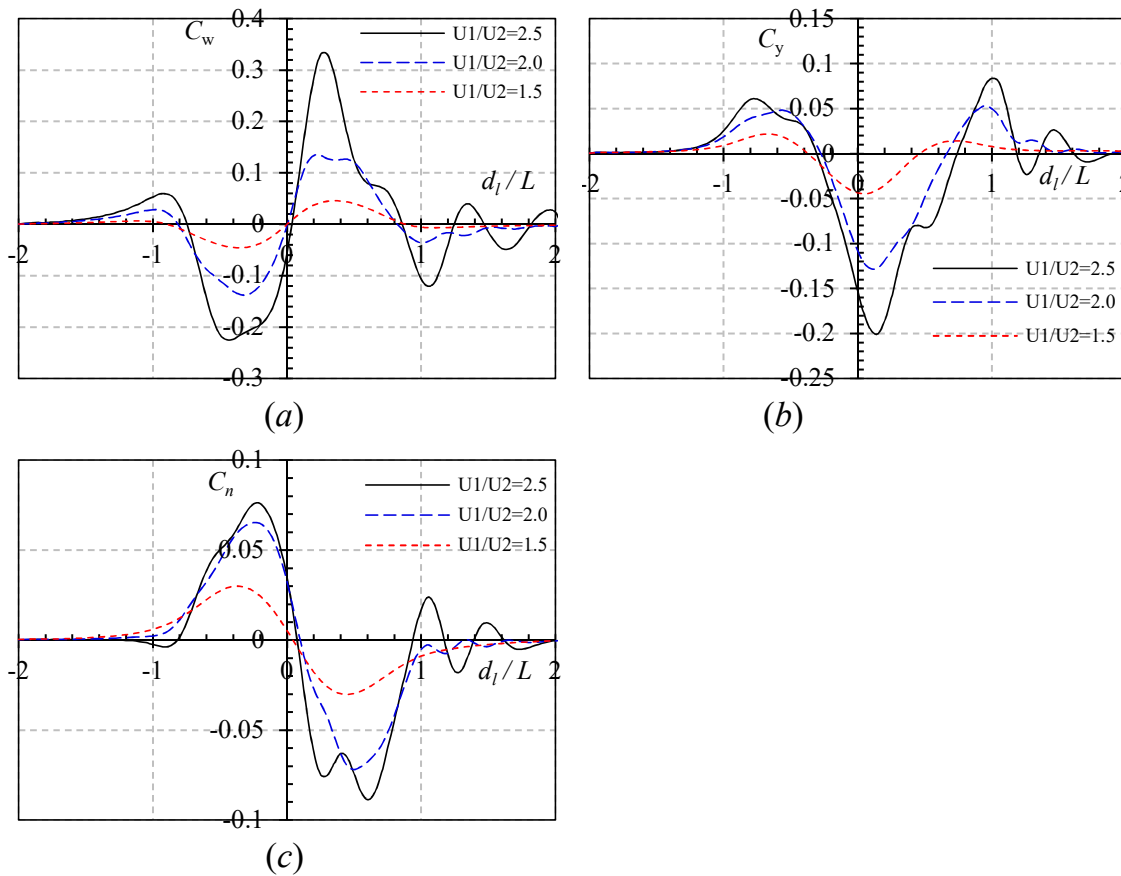 0.4
C_w
U1/U2=2.5
0.3
U1/U2=2.0
U1/U2=1.5
0.2
0.1
d_l / L
0
-2 -1 0 1 2
-0.1
-0.2
-0.3
(a)
0.15
C_y
0.1
0.05
0
-2 -1 0 1 2
d_l / L
-0.05
-0.1
U1/U2=2.5
-0.15
U1/U2=2.0
-0.2
U1/U2=1.5
-0.25
(b)
0.1
C_n
U1/U2=2.5
U1/U2=2.0
0.05
U1/U2=1.5
0
-2 -1 0 1 2
d_l / L
-0.05
-0.1
(c)